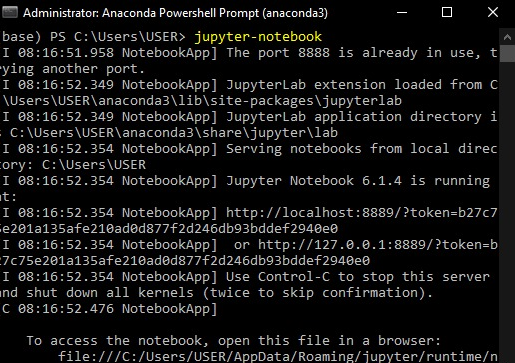 Administrator: Anaconda Powershell Prompt (anaconda3)
base) PS C:\Users\USER> jupyter-notebook
I 08:16:51.958 NotebookApp] The port 8888 is already in use, t
rying another port.
I 08:16:52.349 NotebookApp] JupyterLab extension loaded from C
\Users\USER\anaconda3\lib\site-packages\jupyterlab
I 08:16:52.349 NotebookApp] JupyterLab application directory i
s C:\Users\USER\anaconda3\share\jupyter\lab
I 08:16:52.354 NotebookApp] Serving notebooks from local direc
tory: C:\Users\USER
I 08:16:52.354 NotebookApp] Jupyter Notebook 6.1.4 is running
at:
I 08:16:52.354 NotebookApp] http://localhost:8889/?token=b27c7
5e201a135afe210ad0d877f2d246db93bddef2940e0
I 08:16:52.354 NotebookApp]  or http://127.0.0.1:8889/?token=b
27c75e201a135afe210ad0d877f2d246db93bddef2940e0
I 08:16:52.354 NotebookApp] Use Control-C to stop this server
and shut down all kernels (twice to skip confirmation).
C 08:16:52.476 NotebookApp]
To access the notebook, open this file in a browser:
file:///C:/Users/USER/AppData/Roaming/jupyter/runtime/n